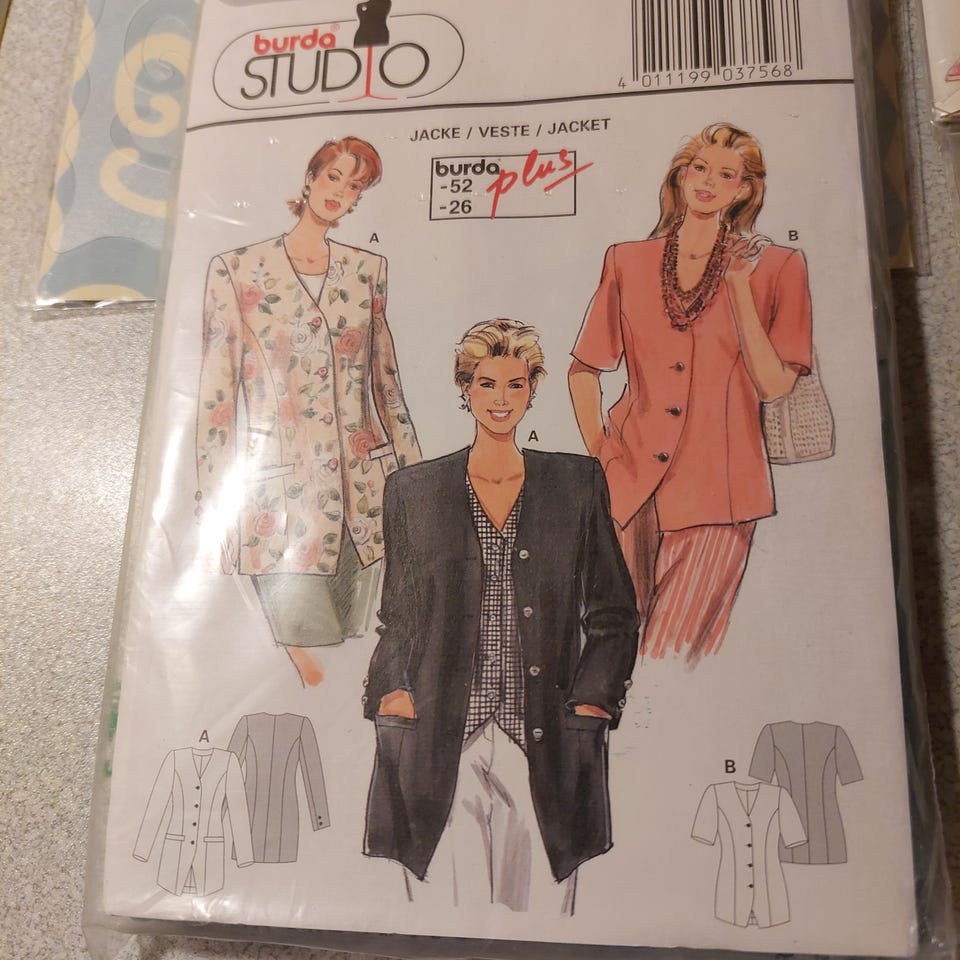 burda®
STUDIO
4 011199 037568
JACKE / VESTE / JACKET
burda plus
-52
-26
A
B
A
A
B